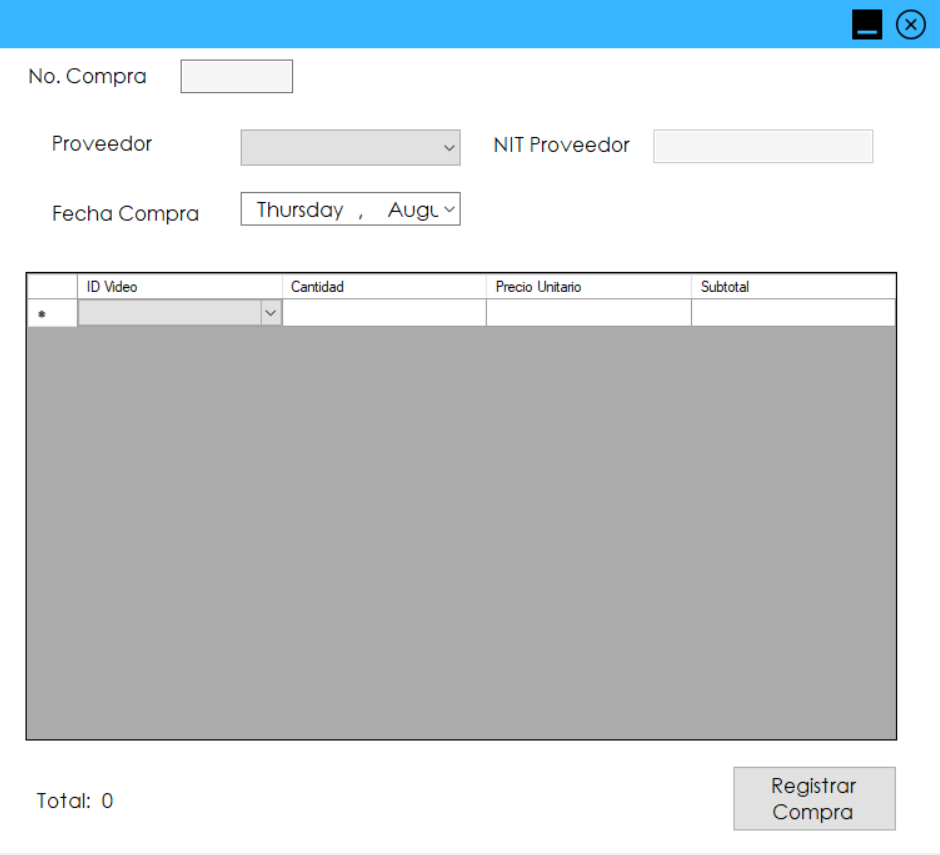 No. Compra
Proveedor NIT Proveedor
Fecha Compra Thursday , Augu
ID Video Cantidad Precio Unitario Subtotal
Total: 0
Registrar
Compra